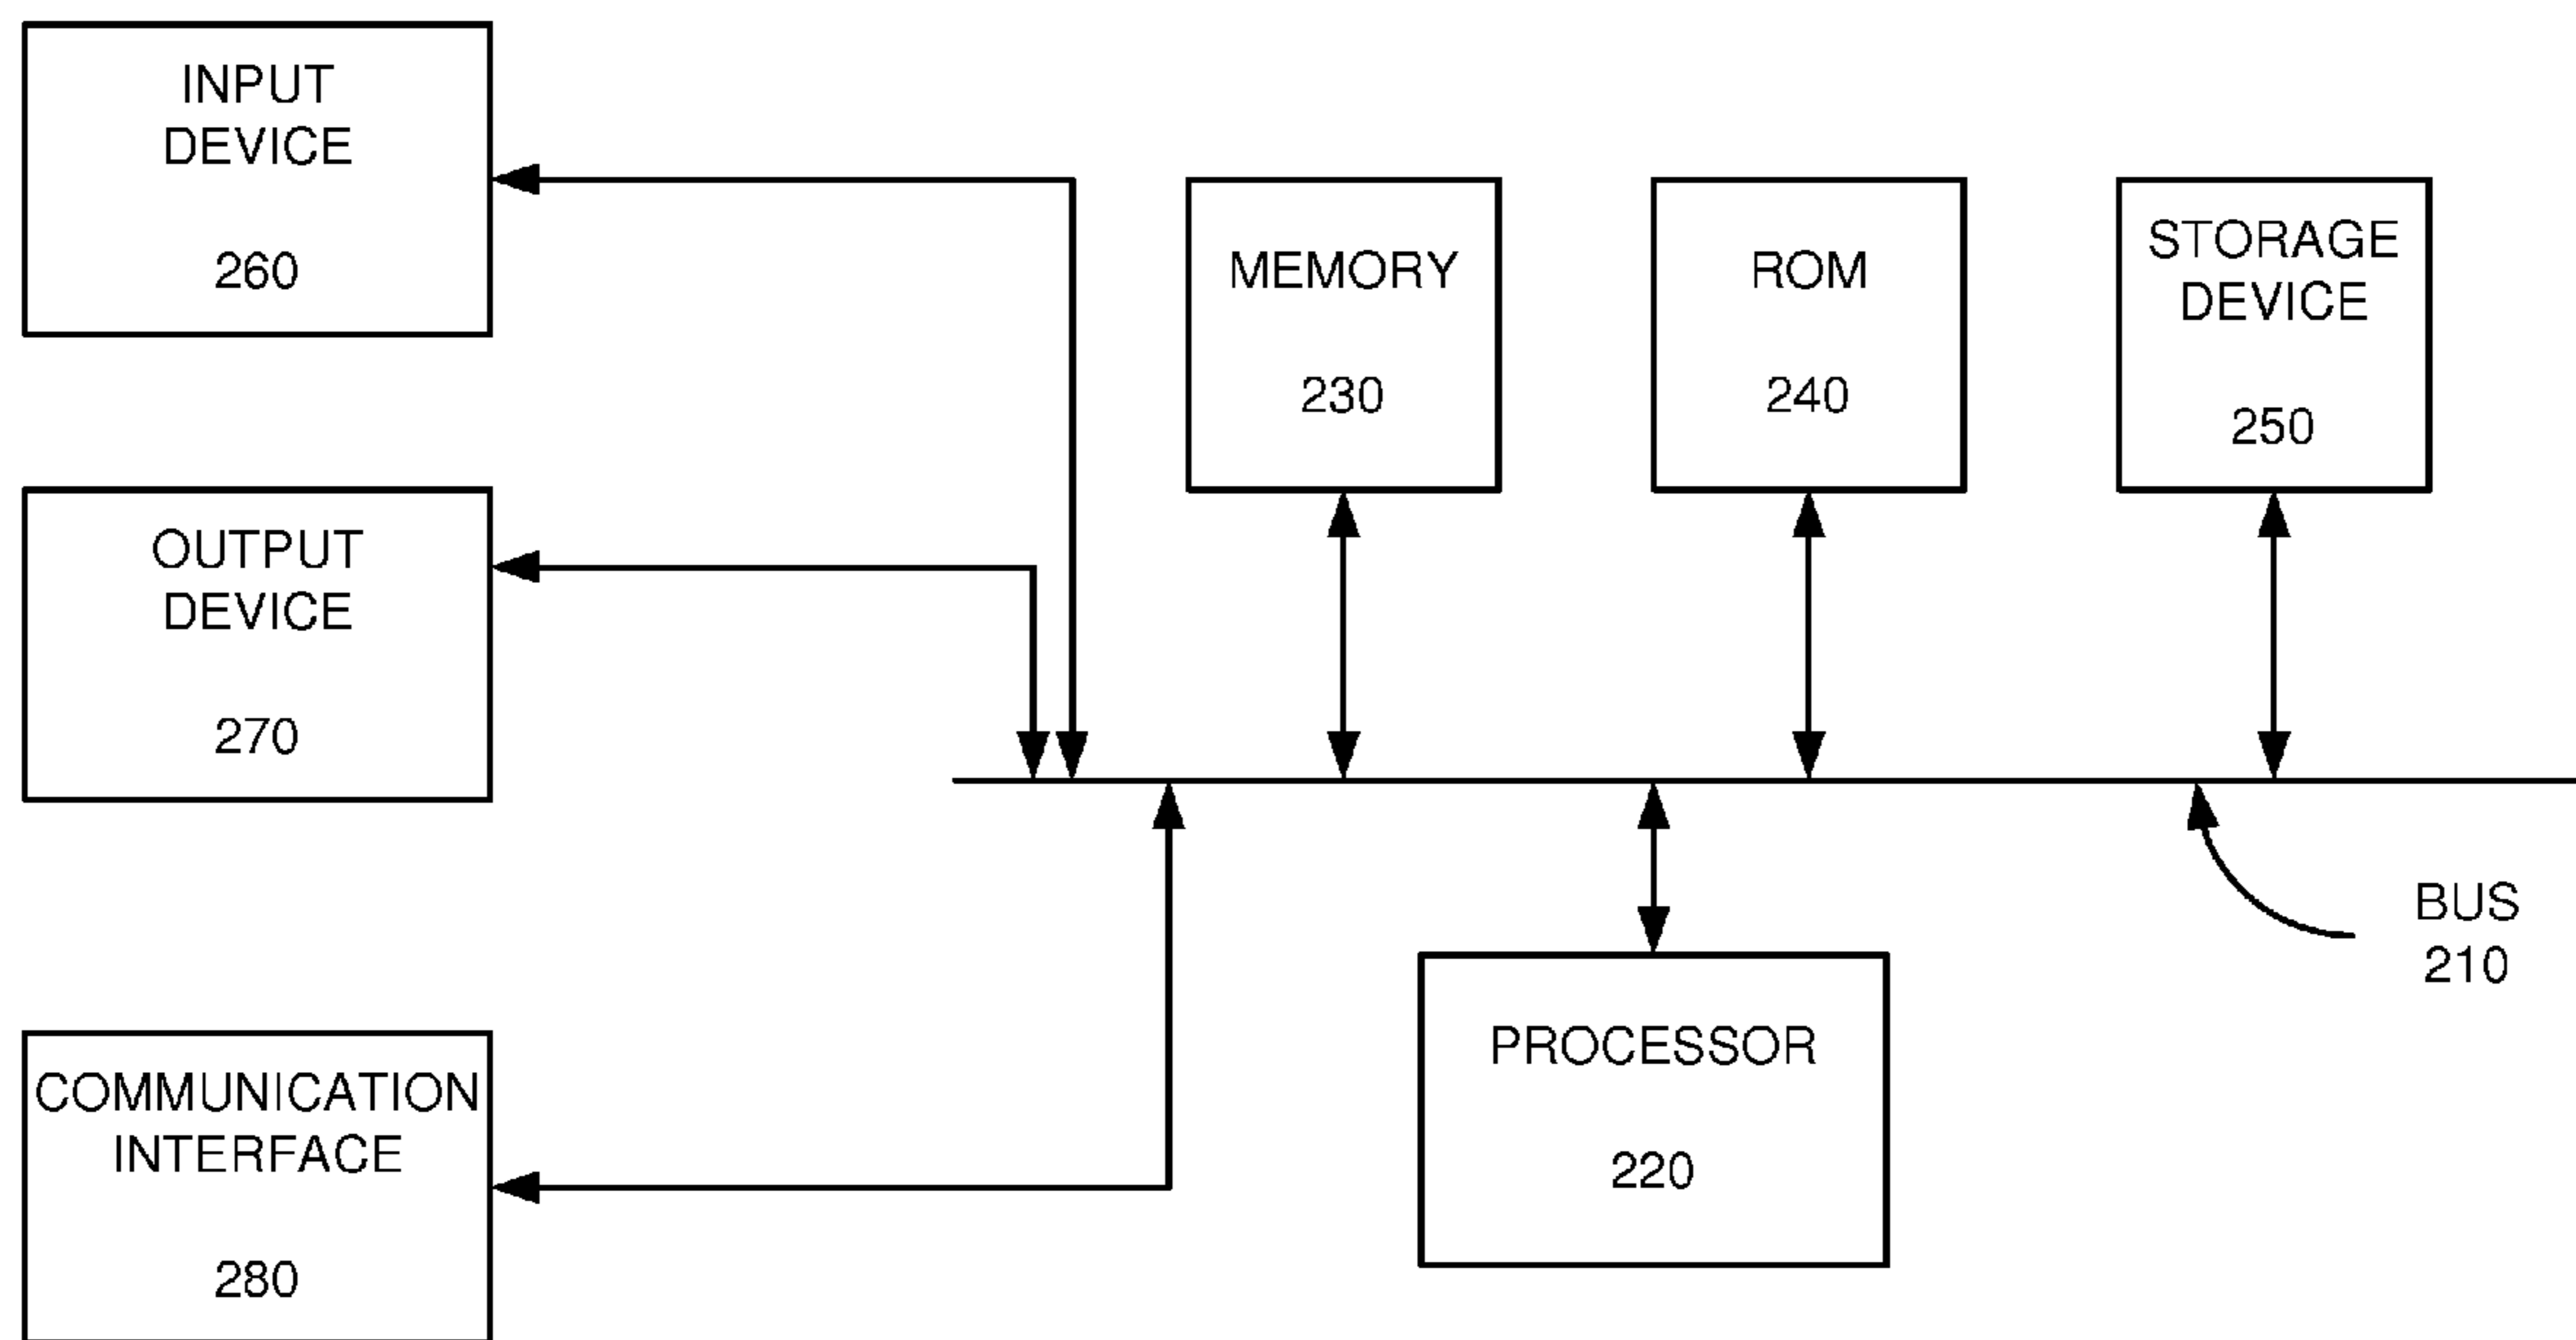 INPUT
DEVICE
260
MEMORY
230
ROM
240
STORAGE
DEVICE
250
OUTPUT
DEVICE
270
BUS
210
PROCESSOR
220
COMMUNICATION
INTERFACE
280